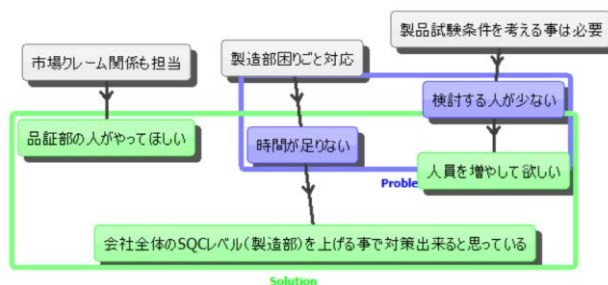 製品試験条件を考える事は必要
市場クレーム関係も担当
製造部困りごと対応
検討する人が少ない
品証部の人がやってほしい
時間が足りない
人員を増やして欲しい
Proble
会社全体のSQCレベル(製造部)を上げる事で対策出来ると思っている
Solution